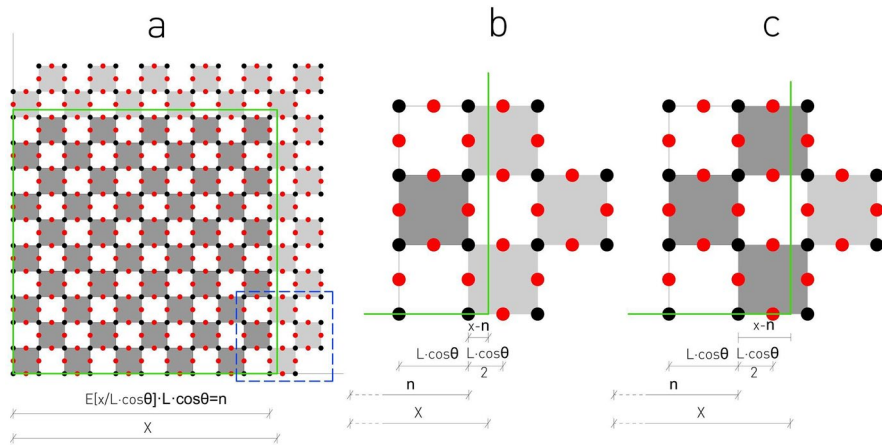 a
b
c
E[x/L·cosθ]·L·cosθ=n
X
x-n
L·cosθ
L·cosθ
2
n
X
x-n
L·cosθ
L·cosθ
2
n
X